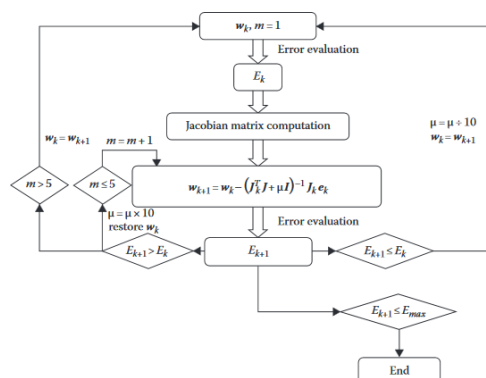 w_k, m = 1
Error evaluation
E_k
Jacobian matrix computation
μ = μ ÷ 10
w_k = w_{k+1}
w_k = w_{k+1}
m = m + 1
m > 5
m ≤ 5
w_{k+1} = w_k − (J_k^T J + μI)^{−1} J_k e_k
μ = μ × 10
restore w_k
Error evaluation
E_{k+1} > E_k
E_{k+1}
E_{k+1} ≤ E_k
E_{k+1} ≤ E_{max}
End